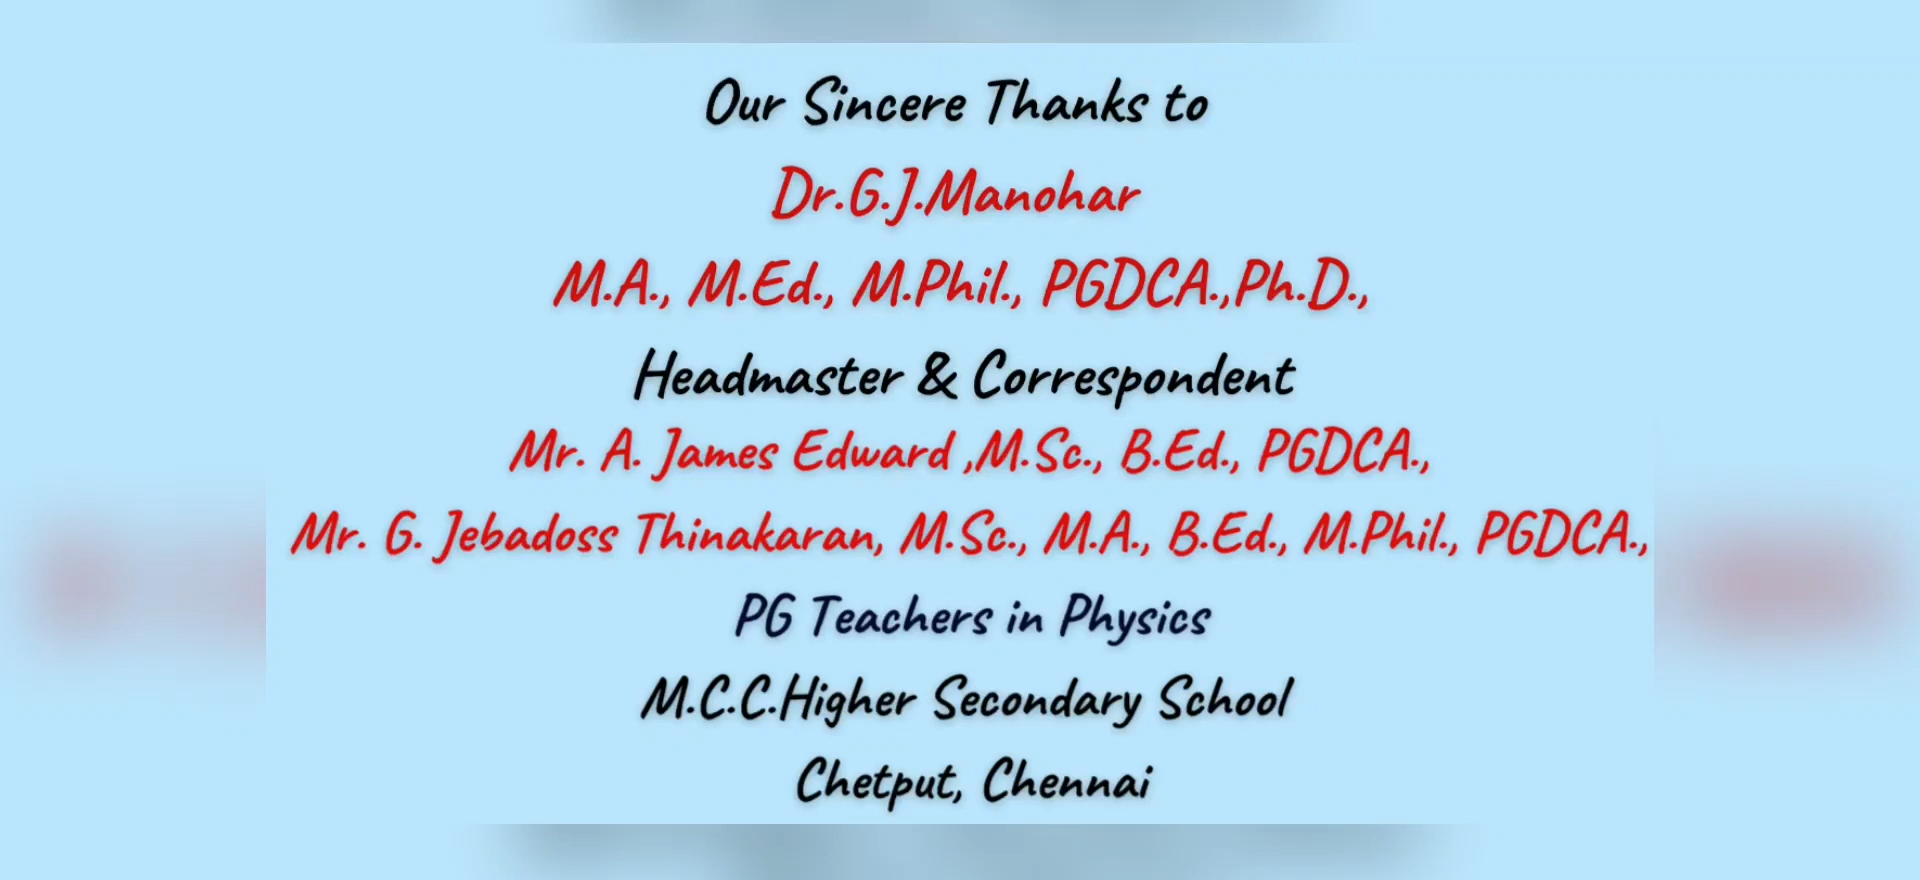 Our Sincere Thanks to
Dr.G.J.Manohar
M.A., M.Ed., M.Phil., PGDCA.,Ph.D.,
Headmaster & Correspondent
Mr. A. James Edward ,M.Sc., B.Ed., PGDCA.,
Mr. G. Jebadoss Thinakaran, M.Sc., M.A., B.Ed., M.Phil., PGDCA.,
PG Teachers in Physics
M.C.C.Higher Secondary School
Chetput, Chennai